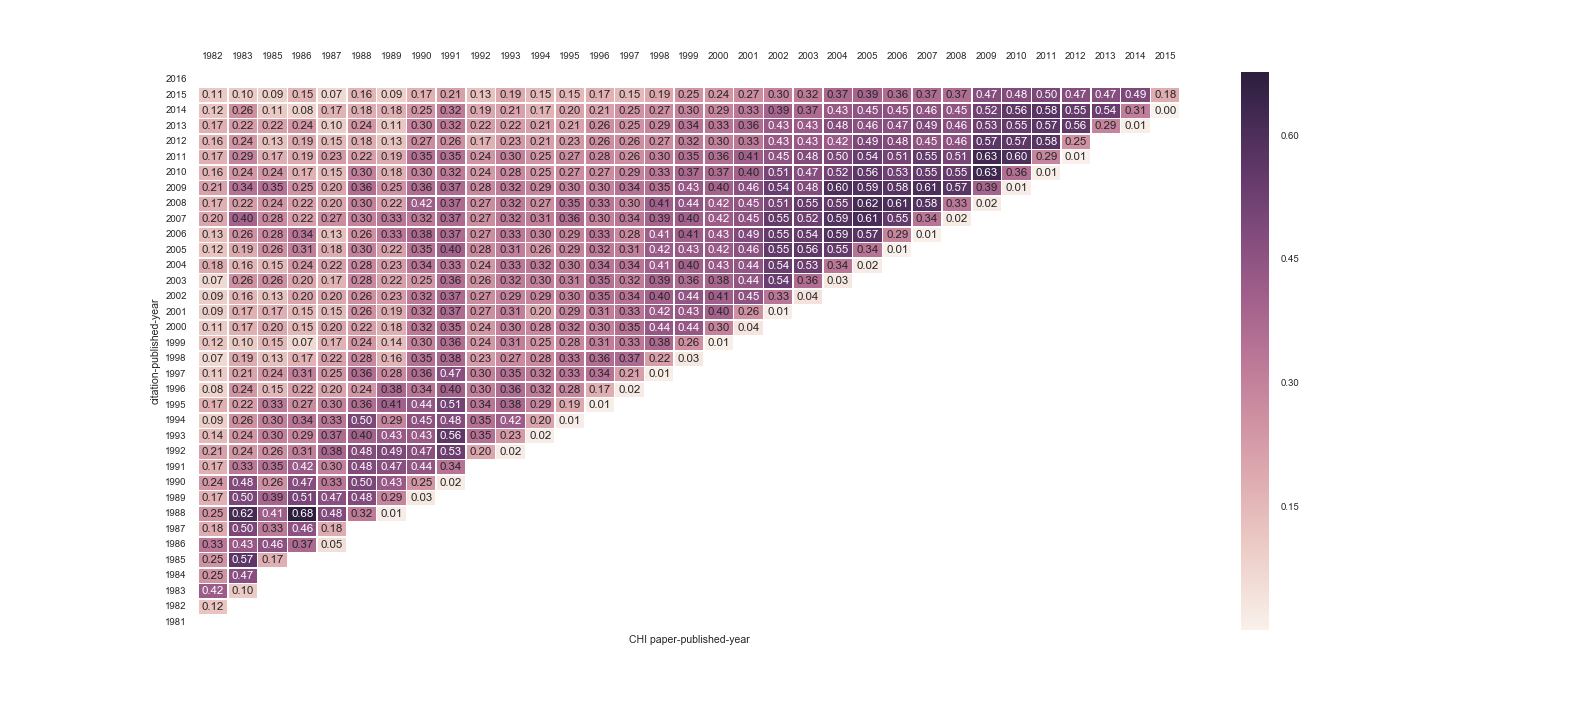 1982 1983 1985 1986 1987 1988 1989 1990 1991 1992 1993 1994 1995 1996 1997 1998 1999 2000 2001 2002 2003 2004 2005 2006 2007 2008 2009 2010 2011 2012 2013 2014 2015
2016
2015 0.11 0.10 0.09 0.15 0.07 0.16 0.09 0.17 0.21 0.13 0.19 0.15 0.15 0.17 0.15 0.19 0.25 0.24 0.27 0.30 0.32 0.37 0.39 0.36 0.37 0.37 0.47 0.48 0.50 0.47 0.47 0.49 0.18
2014 0.12 0.26 0.11 0.08 0.17 0.18 0.18 0.25 0.32 0.19 0.21 0.17 0.20 0.21 0.25 0.27 0.30 0.28 0.32 0.39 0.37 0.43 0.45 0.45 0.46 0.45 0.52 0.56 0.58 0.55 0.54 0.31 0.00
2013 0.17 0.22 0.22 0.24 0.10 0.24 0.11 0.30 0.32 0.22 0.22 0.21 0.21 0.26 0.25 0.29 0.34 0.33 0.36 0.43 0.43 0.48 0.46 0.47 0.49 0.46 0.53 0.55 0.57 0.56 0.29 0.01
2012 0.16 0.24 0.13 0.19 0.15 0.18 0.13 0.27 0.26 0.17 0.23 0.21 0.23 0.26 0.26 0.27 0.32 0.30 0.33 0.43 0.43 0.42 0.49 0.48 0.45 0.46 0.57 0.57 0.58 0.25
2011 0.17 0.29 0.17 0.19 0.23 0.22 0.19 0.35 0.35 0.24 0.30 0.25 0.27 0.28 0.26 0.30 0.35 0.36 0.41 0.45 0.48 0.50 0.54 0.51 0.55 0.51 0.63 0.60 0.29 0.01
2010 0.16 0.24 0.24 0.17 0.15 0.30 0.18 0.30 0.32 0.24 0.28 0.25 0.27 0.27 0.29 0.33 0.37 0.37 0.40 0.51 0.47 0.52 0.56 0.53 0.55 0.55 0.63 0.36 0.01
2009 0.21 0.34 0.35 0.25 0.20 0.36 0.25 0.36 0.37 0.28 0.32 0.29 0.30 0.30 0.34 0.35 0.43 0.40 0.46 0.54 0.48 0.60 0.59 0.58 0.61 0.57 0.39 0.01
2008 0.17 0.22 0.24 0.22 0.20 0.30 0.22 0.42 0.37 0.27 0.32 0.27 0.35 0.33 0.30 0.41 0.44 0.42 0.45 0.51 0.55 0.55 0.62 0.61 0.58 0.33 0.02
2007 0.20 0.40 0.28 0.22 0.27 0.30 0.33 0.32 0.37 0.27 0.32 0.31 0.36 0.30 0.34 0.39 0.40 0.42 0.45 0.55 0.52 0.59 0.61 0.55 0.34 0.02
2006 0.13 0.26 0.28 0.34 0.13 0.26 0.33 0.38 0.37 0.27 0.33 0.30 0.29 0.33 0.28 0.41 0.41 0.43 0.49 0.55 0.54 0.59 0.57 0.29 0.01
2005 0.12 0.19 0.26 0.31 0.18 0.30 0.22 0.35 0.40 0.28 0.31 0.26 0.29 0.32 0.31 0.42 0.43 0.42 0.46 0.55 0.56 0.55 0.34 0.01
2004 0.18 0.16 0.15 0.24 0.22 0.28 0.23 0.34 0.33 0.24 0.33 0.32 0.30 0.34 0.34 0.41 0.40 0.43 0.44 0.54 0.53 0.34 0.02
2003 0.07 0.26 0.26 0.20 0.17 0.28 0.22 0.25 0.36 0.26 0.32 0.30 0.31 0.35 0.32 0.39 0.36 0.38 0.44 0.54 0.36 0.03
2002 0.09 0.16 0.13 0.20 0.20 0.26 0.23 0.32 0.37 0.27 0.29 0.29 0.30 0.35 0.34 0.40 0.44 0.41 0.45 0.33 0.04
2001 0.09 0.17 0.17 0.15 0.15 0.26 0.19 0.32 0.37 0.27 0.31 0.20 0.29 0.31 0.33 0.42 0.43 0.40 0.26 0.01
2000 0.11 0.17 0.20 0.15 0.20 0.22 0.18 0.32 0.35 0.24 0.30 0.28 0.32 0.30 0.35 0.44 0.44 0.30 0.04
1999 0.12 0.10 0.15 0.07 0.17 0.24 0.14 0.30 0.36 0.24 0.31 0.25 0.28 0.31 0.33 0.38 0.26 0.01
1998 0.07 0.19 0.13 0.17 0.22 0.28 0.16 0.35 0.38 0.23 0.27 0.28 0.33 0.36 0.37 0.22 0.03
1997 0.11 0.21 0.24 0.31 0.25 0.36 0.28 0.36 0.47 0.30 0.35 0.32 0.33 0.34 0.21 0.01
1996 0.08 0.24 0.15 0.22 0.20 0.24 0.38 0.34 0.40 0.30 0.36 0.32 0.28 0.17 0.02
1995 0.17 0.22 0.33 0.27 0.30 0.36 0.41 0.44 0.51 0.34 0.38 0.29 0.19 0.01
1994 0.09 0.26 0.30 0.34 0.33 0.50 0.29 0.45 0.48 0.35 0.42 0.20 0.01
1993 0.14 0.24 0.30 0.29 0.37 0.40 0.43 0.43 0.56 0.35 0.23 0.02
1992 0.21 0.24 0.26 0.31 0.38 0.48 0.49 0.47 0.53 0.20 0.02
1991 0.17 0.33 0.35 0.42 0.30 0.48 0.47 0.44 0.34
1990 0.24 0.48 0.26 0.47 0.33 0.50 0.43 0.25 0.02
1989 0.17 0.50 0.39 0.51 0.47 0.48 0.29 0.03
1988 0.25 0.62 0.41 0.68 0.48 0.32 0.01
1987 0.18 0.50 0.33 0.46 0.18
1986 0.33 0.43 0.46 0.37 0.05
1985 0.25 0.57 0.17
1984 0.25 0.47
1983 0.42 0.10
1982 0.12
1981
citation-published-year
CHI paper-published-year
0.60
0.45
0.30
0.15